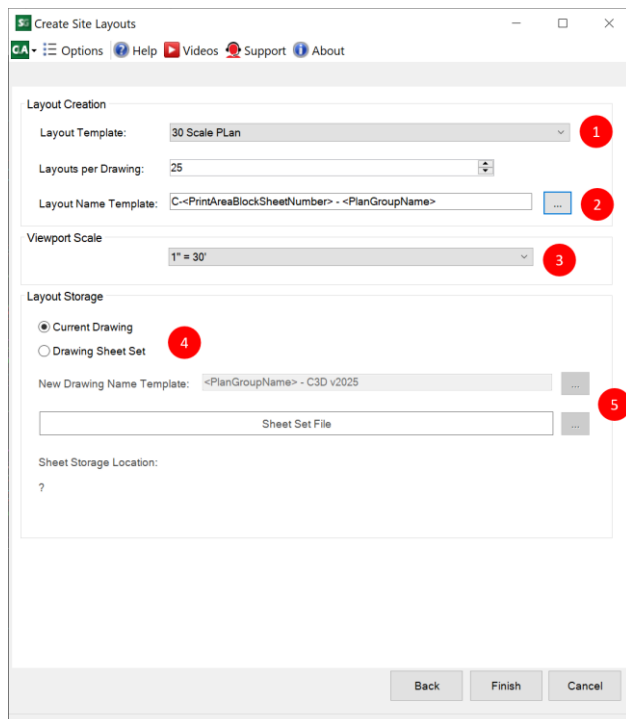 Create Site Layouts
CA Options Help Videos Support About
Layout Creation
Layout Template: 30 Scale PLan 1
Layouts per Drawing: 25
Layout Name Template: C-<PrintAreaBlockSheetNumber> - <PlanGroupName> ... 2
Viewport Scale
1" = 30' 3
Layout Storage
Current Drawing
Drawing Sheet Set
4
New Drawing Name Template: <PlanGroupName> - C3D v2025 ...
5
Sheet Set File ...
Sheet Storage Location:
?
Back Finish Cancel